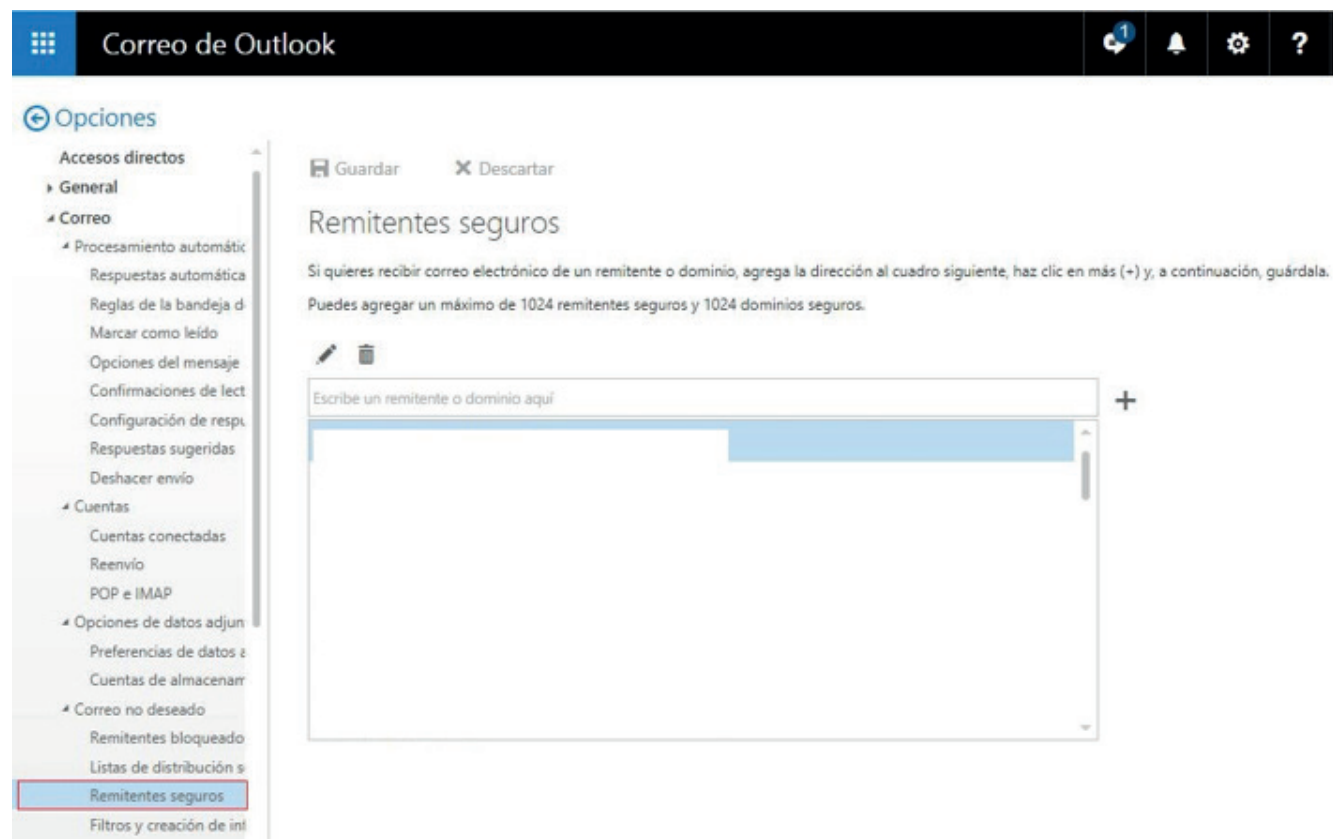 Correo de Outlook
1
?
Opciones
Accesos directos
General
Correo
Procesamiento automátic
Respuestas automática
Reglas de la bandeja d
Marcar como leído
Opciones del mensaje
Confirmaciones de lect
Configuración de respu
Respuestas sugeridas
Deshacer envío
Cuentas
Cuentas conectadas
Reenvío
POP e IMAP
Opciones de datos adjun
Preferencias de datos a
Cuentas de almacenam
Correo no deseado
Remitentes bloqueado
Listas de distribución s
Remitentes seguros
Filtros y creación de inf
Guardar Descartar
Remitentes seguros
Si quieres recibir correo electrónico de un remitente o dominio, agrega la dirección al cuadro siguiente, haz clic en más (+) y, a continuación, guárdala.
Puedes agregar un máximo de 1024 remitentes seguros y 1024 dominios seguros.
Escribe un remitente o dominio aquí